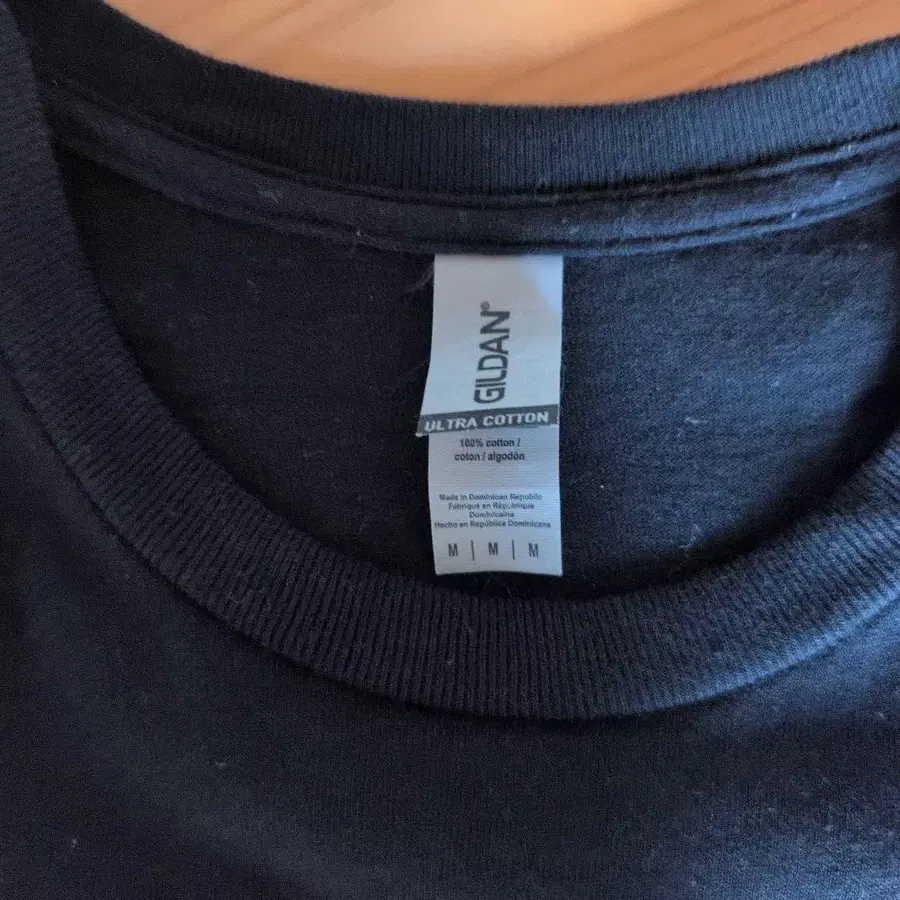 GILDAN®
ULTRA COTTON
100% cotton /
coton / algodón
Made in Dominican Republic
Fabriqué en République
Dominicaine
Hecho en República Dominicana
M | M | M